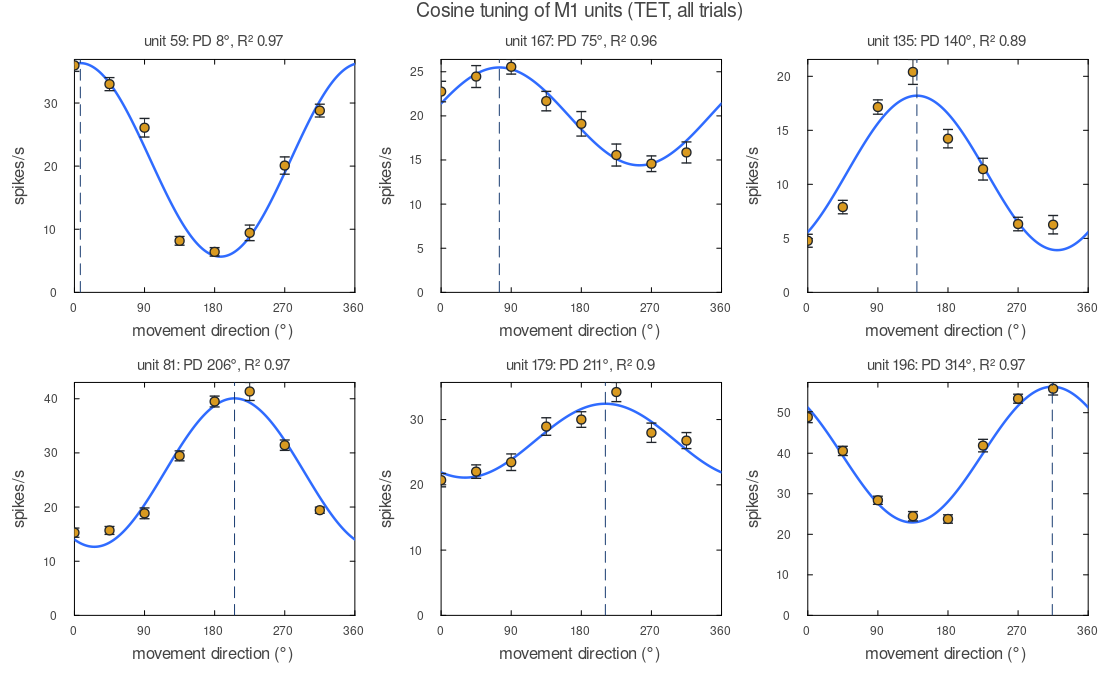 Cosine tuning of M1 units (TET, all trials)
unit 59: PD 8°, R² 0.97
unit 167: PD 75°, R² 0.96
unit 135: PD 140°, R² 0.89
spikes/s
0
10
20
30
0 90 180 270 360
movement direction (°)
spikes/s
0
5
10
15
20
25
0 90 180 270 360
movement direction (°)
spikes/s
0
5
10
15
20
0 90 180 270 360
movement direction (°)
unit 81: PD 206°, R² 0.97
unit 179: PD 211°, R² 0.9
unit 196: PD 314°, R² 0.97
spikes/s
0
10
20
30
40
0 90 180 270 360
movement direction (°)
spikes/s
0
10
20
30
0 90 180 270 360
movement direction (°)
spikes/s
0
10
20
30
40
50
0 90 180 270 360
movement direction (°)